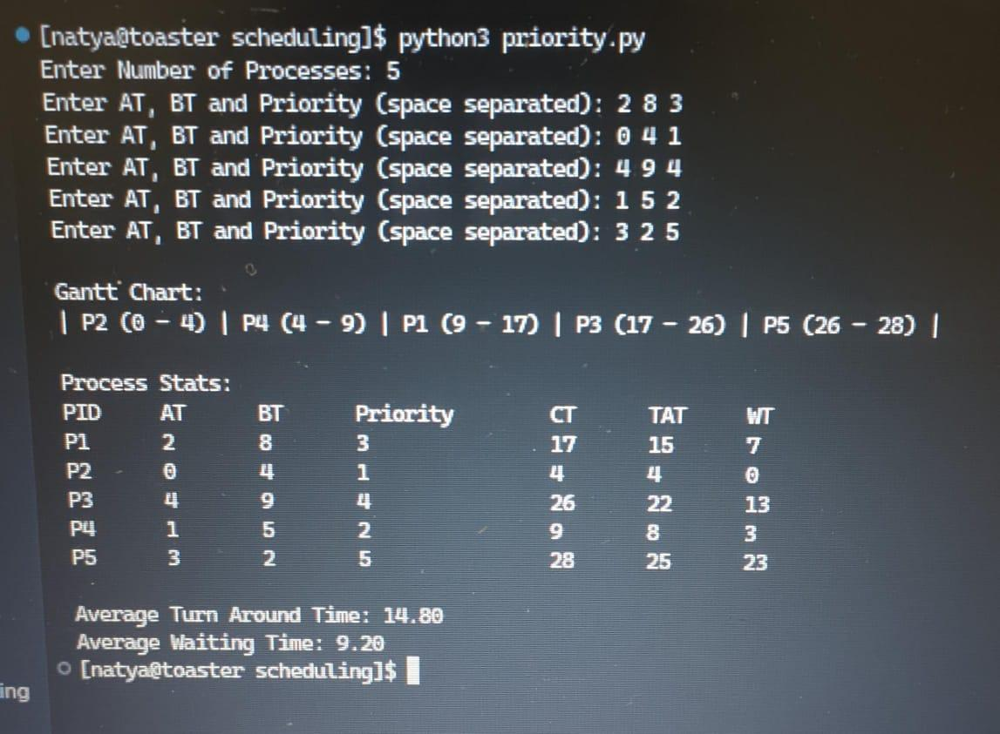 [natya@toaster scheduling]$ python3 priority.py
Enter Number of Processes: 5
Enter AT, BT and Priority (space separated): 2 8 3
Enter AT, BT and Priority (space separated): 0 4 1
Enter AT, BT and Priority (space separated): 4 9 4
Enter AT, BT and Priority (space separated): 1 5 2
Enter AT, BT and Priority (space separated): 3 2 5
Gantt Chart:
| P2 (0 - 4) | P4 (4 - 9) | P1 (9 - 17) | P3 (17 - 26) | P5 (26 - 28) |
Process Stats:
PID AT BT Priority CT TAT WT
P1 2 8 3 17 15 7
P2 0 4 1 4 4 0
P3 4 9 4 26 22 13
P4 1 5 2 9 8 3
P5 3 2 5 28 25 23
Average Turn Around Time: 14.80
Average Waiting Time: 9.20
[natya@toaster scheduling]$
ing